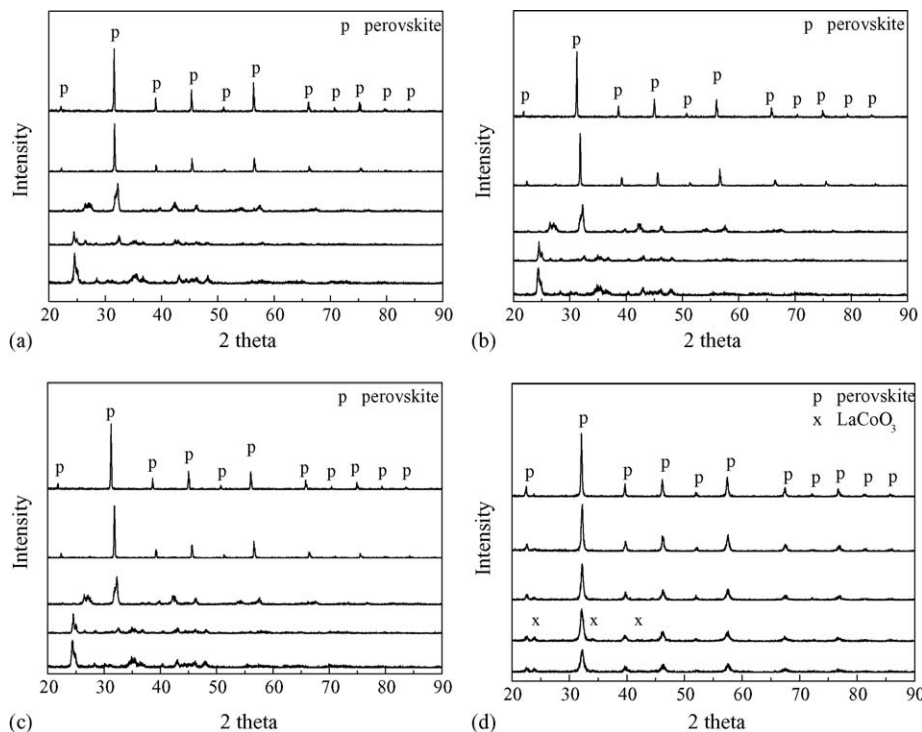 p perovskite
p
p p p p p p p p p
Intensity
20 30 40 50 60 70 80 90
(a)
2 theta
p perovskite
p
p p p p p p p p p
Intensity
20 30 40 50 60 70 80 90
(b)
2 theta
p perovskite
p
p p p p p p p p p
Intensity
20 30 40 50 60 70 80 90
(c)
2 theta
p perovskite
x LaCoO₃
p
p p p p p p p p p
x x x
Intensity
20 30 40 50 60 70 80 90
(d)
2 theta